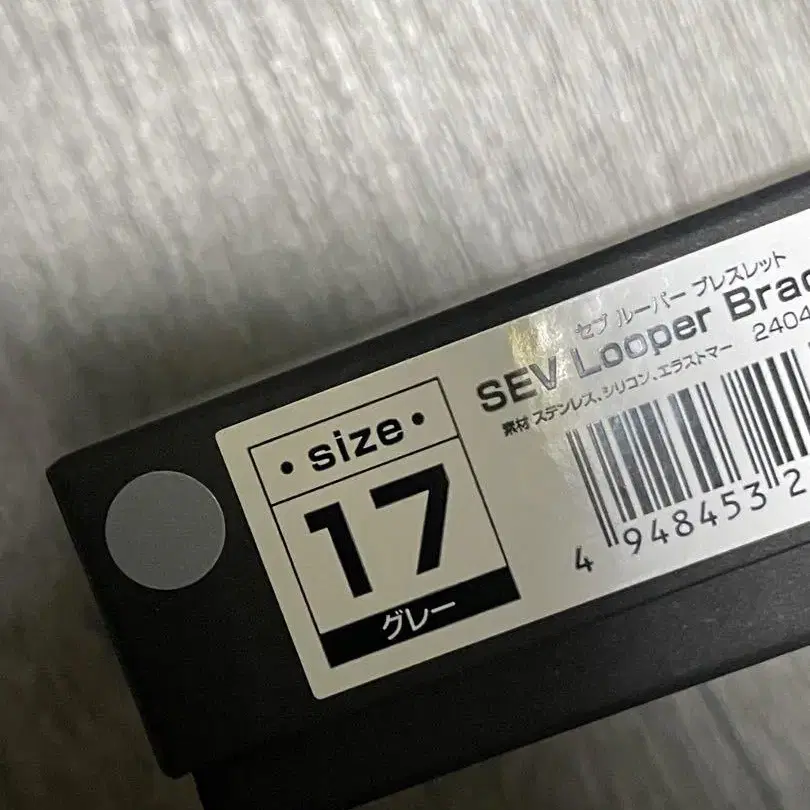 • size •
17
グレー
セブ ルーパー ブレスレット
SEV Looper Brac
素材 ステンレス、シリコン、エラストマー 2404
4 948453 2